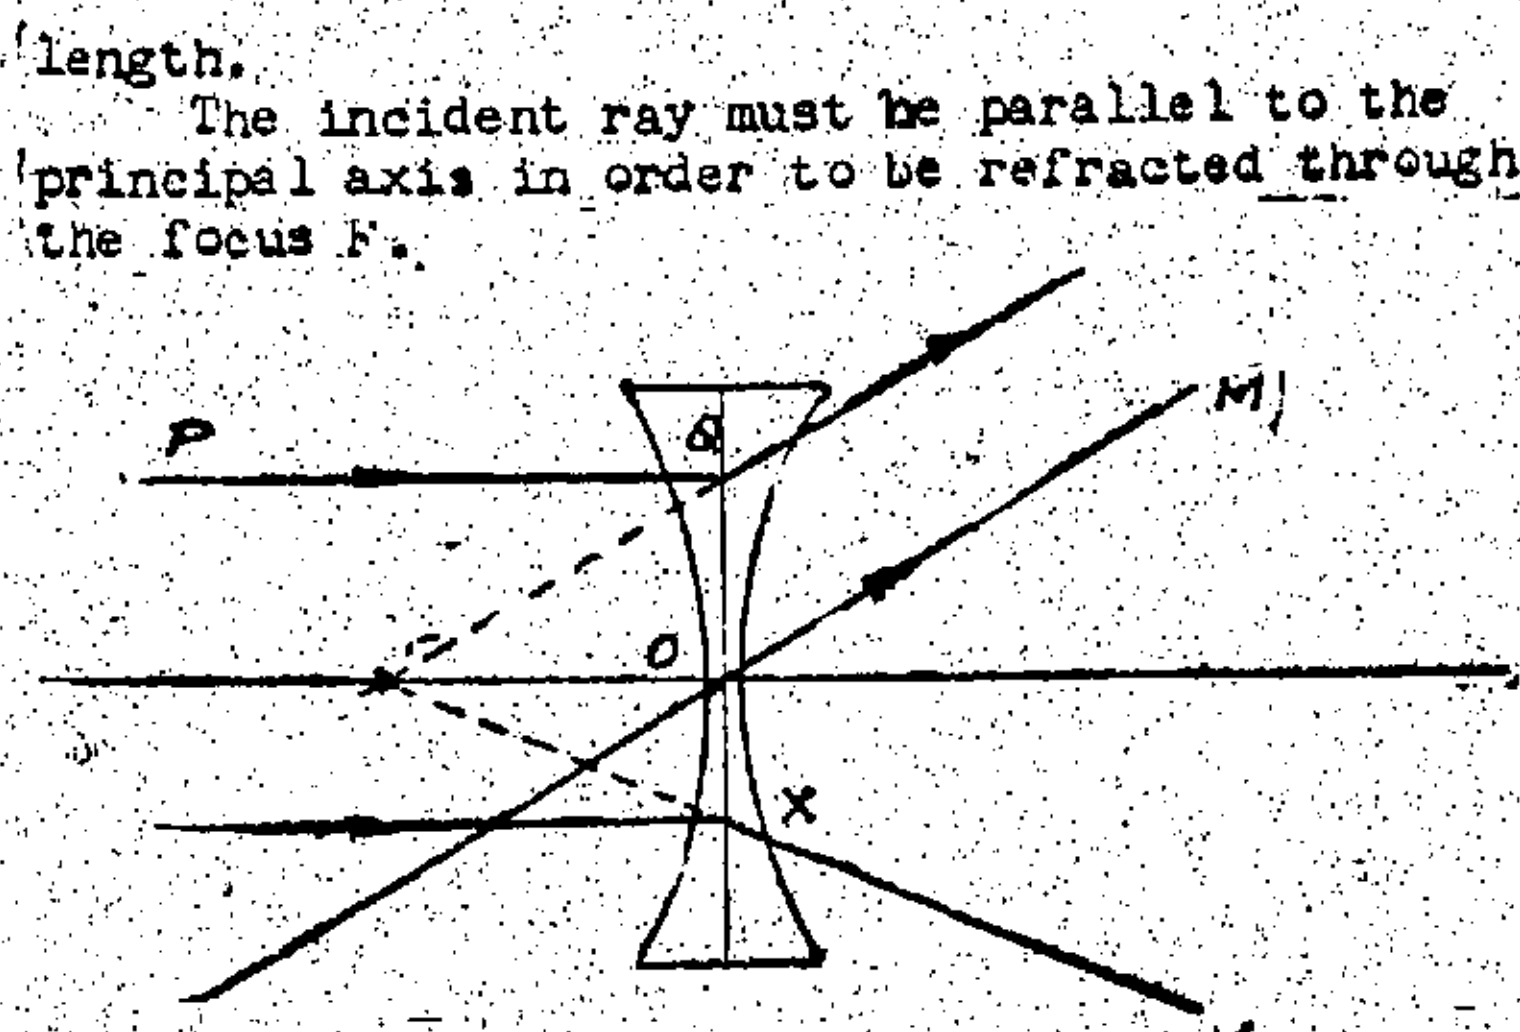 length.
The incident ray must be parallel to the
principal axis in order to be refracted through
the focus F.
P
Q
M
O
X